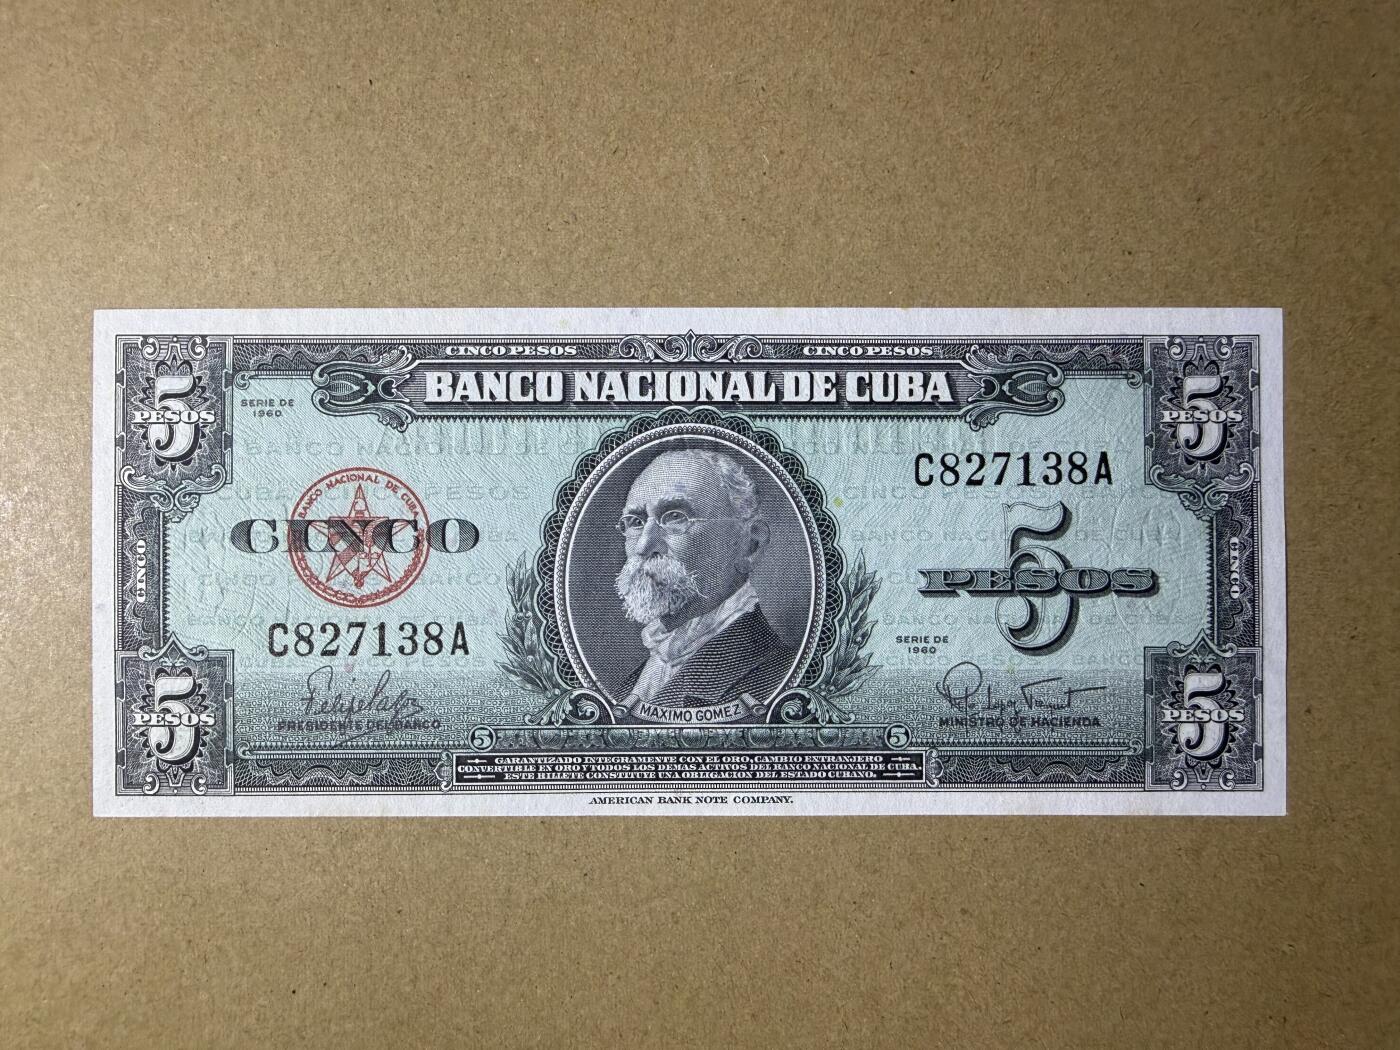 CINCO PESOS CINCO PESOS
BANCO NACIONAL DE CUBA
5 PESOS
5 PESOS
SERIE DE
1960
C827138A
BANCO NACIONAL DE CUBA
CINCO
5
PESOS
CINCO
CINCO
C827138A
SERIE DE
1960
PRESIDENTE DEL BANCO
MAXIMO GOMEZ
MINISTRO DE HACIENDA
5 PESOS
5 PESOS
5 5
GARANTIZADO INTEGRAMENTE CON EL ORO, CAMBIO EXTRANJERO
CONVERTIBLE EN ORO Y TODOS LOS DEMAS ACTIVOS DEL BANCO NACIONAL DE CUBA.
ESTE BILLETE CONSTITUYE UNA OBLIGACION DEL ESTADO CUBANO.
AMERICAN BANK NOTE COMPANY.